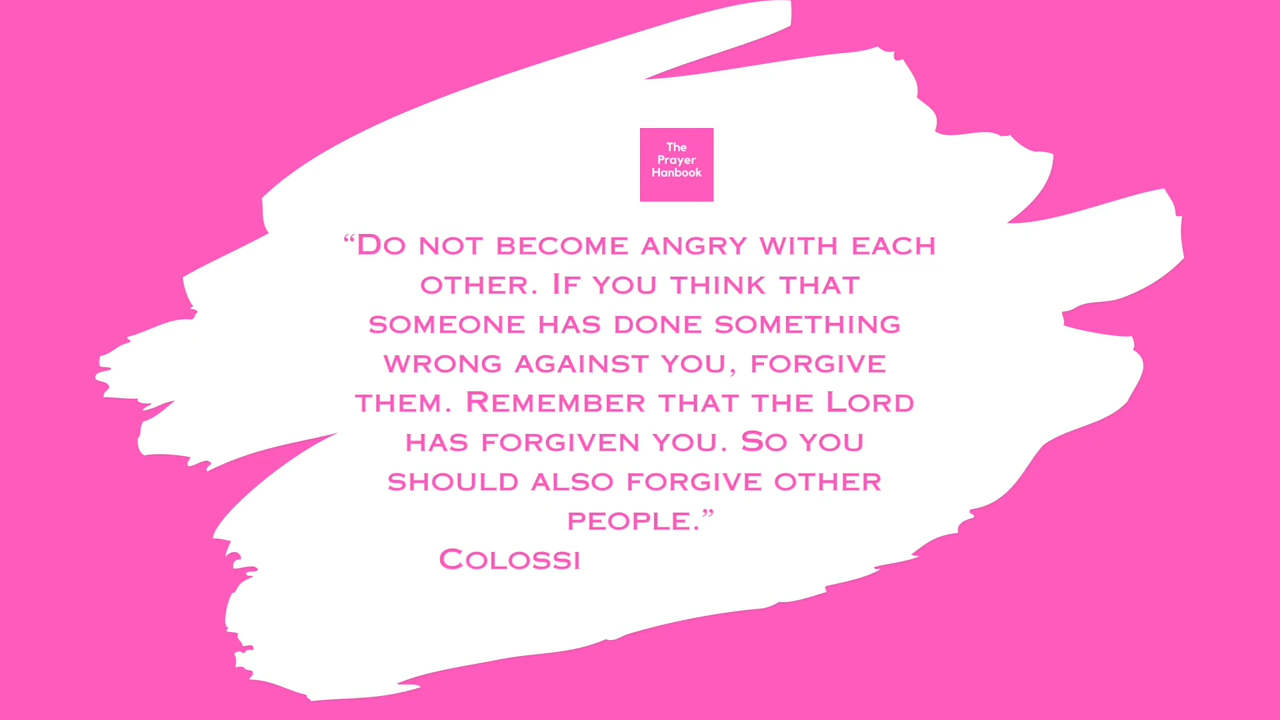 The
Prayer
Hanbook
“Do not become angry with each
other. If you think that
someone has done something
wrong against you, forgive
them. Remember that the Lord
has forgiven you. So you
should also forgive other
people.”
Colossi